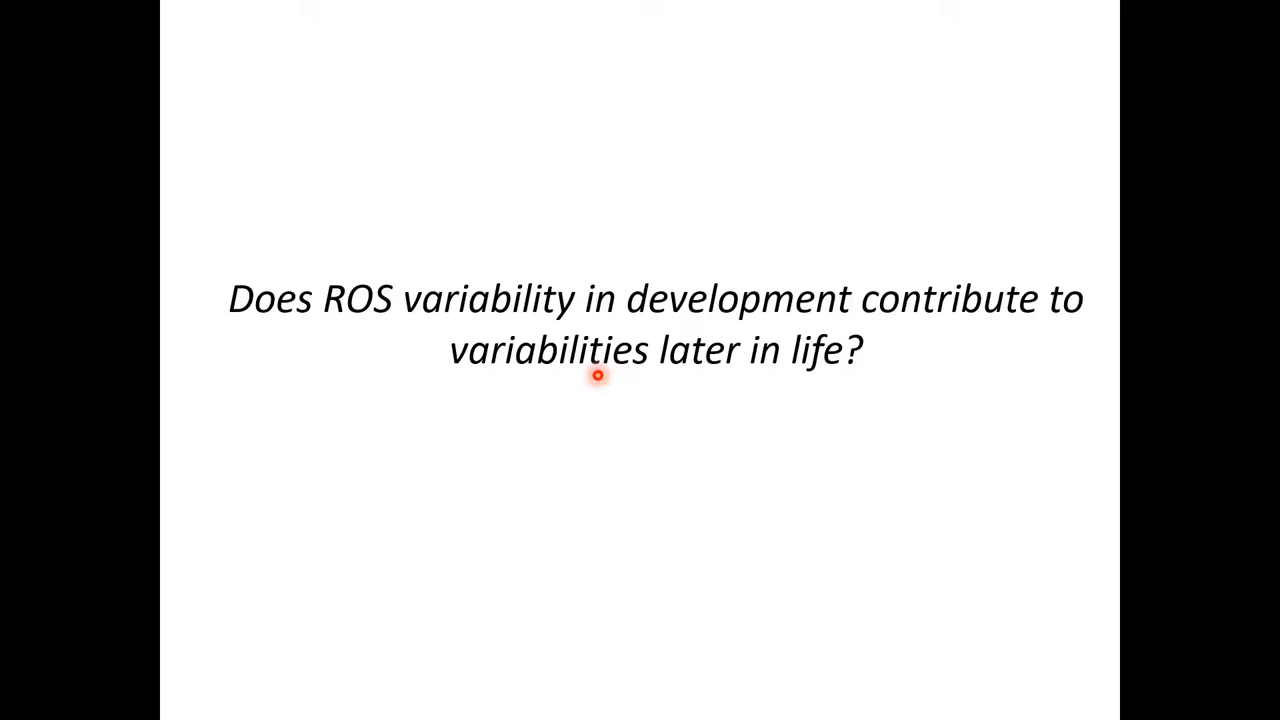 Does ROS variability in development contribute to
variabilities later in life?